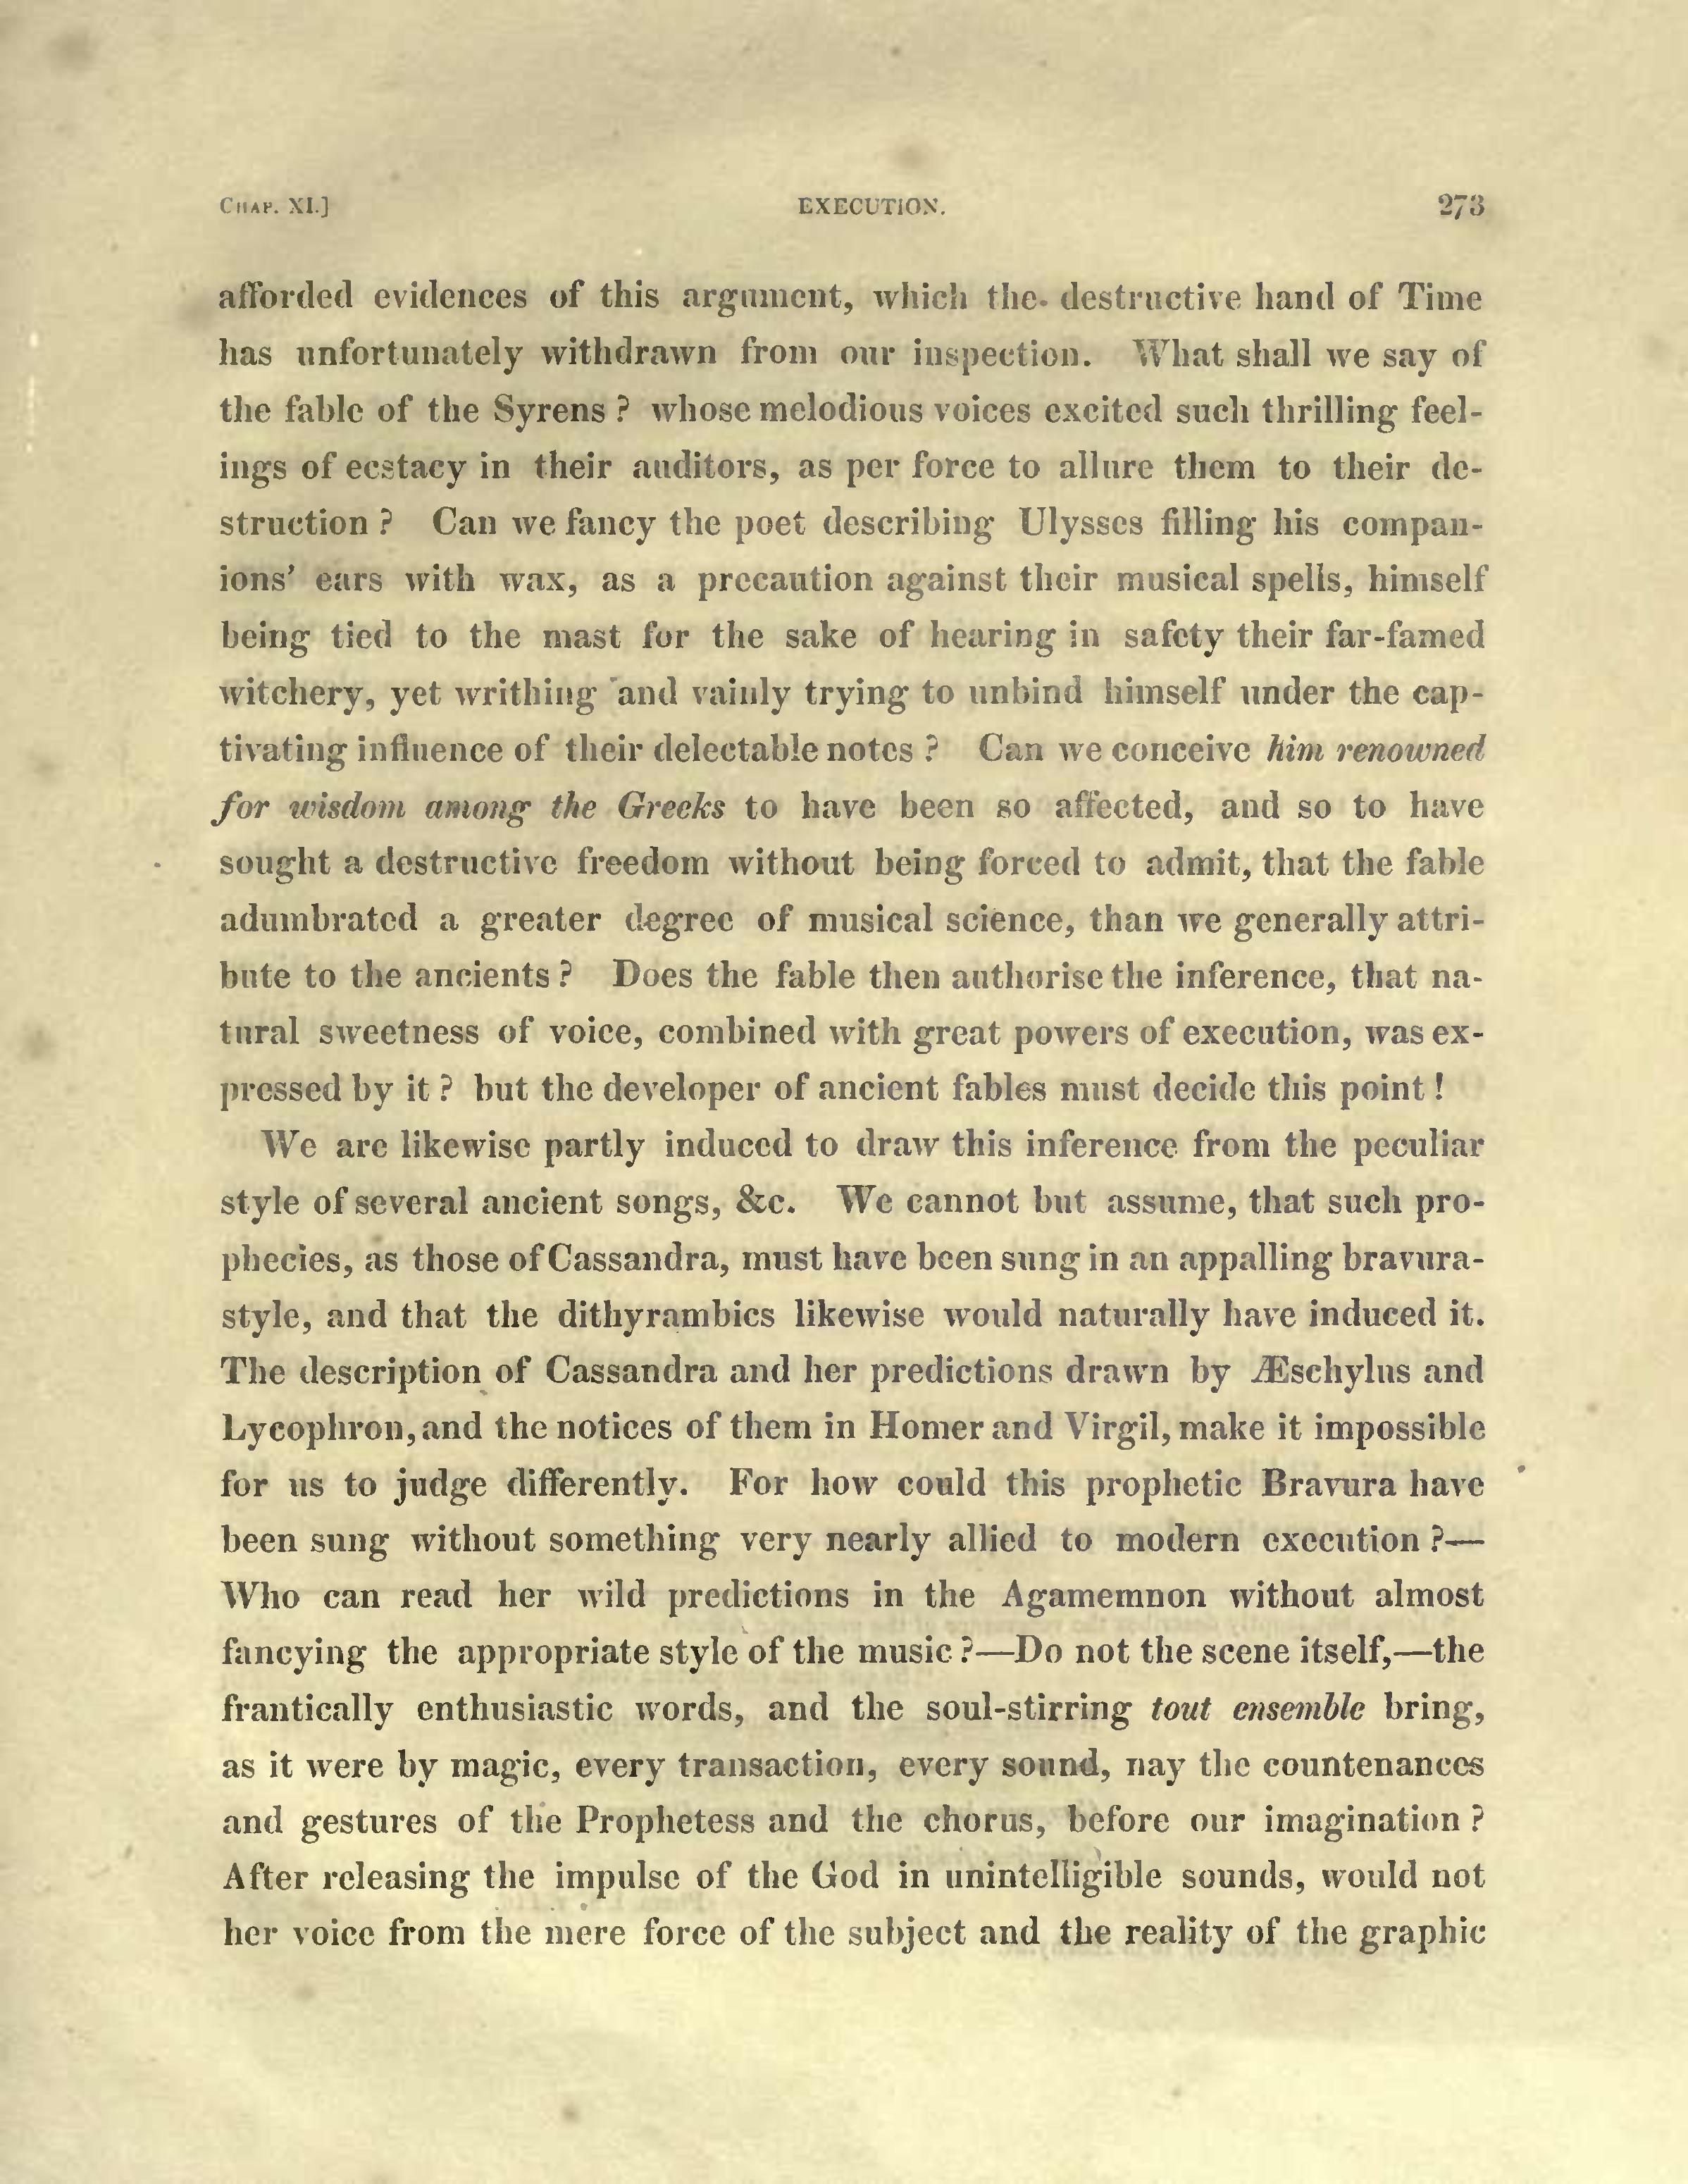 CHAP. XI.] EXECUTION. 273
afforded evidences of this argument, which the destructive hand of Time
has unfortunately withdrawn from our inspection. What shall we say of
the fable of the Syrens ? whose melodious voices excited such thrilling feel-
ings of ecstacy in their auditors, as per force to allure them to their de-
struction ? Can we fancy the poet describing Ulysses filling his compan-
ions' ears with wax, as a precaution against their musical spells, himself
being tied to the mast for the sake of hearing in safety their far-famed
witchery, yet writhing and vainly trying to unbind himself under the cap-
tivating influence of their delectable notes ? Can we conceive him renowned
for wisdom among the Greeks to have been so affected, and so to have
sought a destructive freedom without being forced to admit, that the fable
adumbrated a greater degree of musical science, than we generally attri-
bute to the ancients ? Does the fable then authorise the inference, that na-
tural sweetness of voice, combined with great powers of execution, was ex-
pressed by it ? but the developer of ancient fables must decide this point !
We are likewise partly induced to draw this inference from the peculiar
style of several ancient songs, &c. We cannot but assume, that such pro-
phecies, as those of Cassandra, must have been sung in an appalling bravura-
style, and that the dithyrambics likewise would naturally have induced it.
The description of Cassandra and her predictions drawn by Æschylus and
Lycophron, and the notices of them in Homer and Virgil, make it impossible
for us to judge differently. For how could this prophetic Bravura have
been sung without something very nearly allied to modern execution ?—
Who can read her wild predictions in the Agamemnon without almost
fancying the appropriate style of the music ?—Do not the scene itself,—the
frantically enthusiastic words, and the soul-stirring tout ensemble bring,
as it were by magic, every transaction, every sound, nay the countenances
and gestures of the Prophetess and the chorus, before our imagination ?
After releasing the impulse of the God in unintelligible sounds, would not
her voice from the mere force of the subject and the reality of the graphic